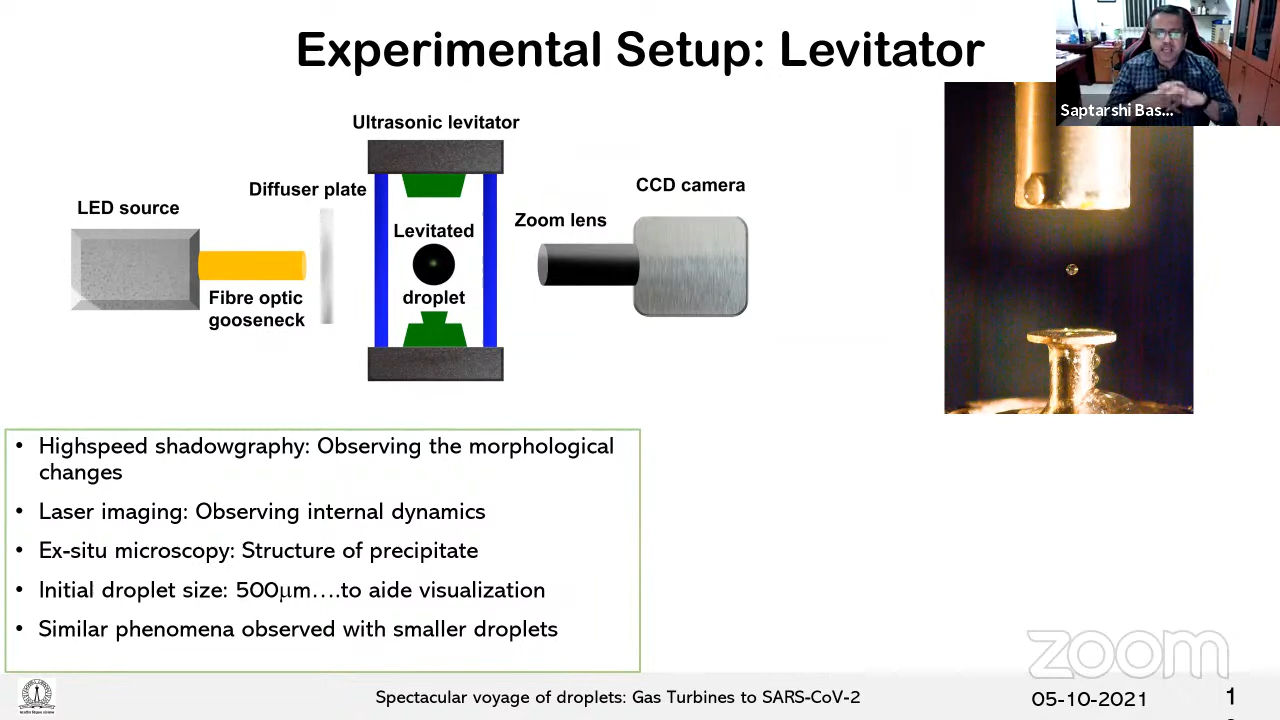 Experimental Setup: Levitator
Saptarshi Bas...
Ultrasonic levitator
Diffuser plate
CCD camera
LED source
Zoom lens
Levitated
droplet
Fibre optic
gooseneck
• Highspeed shadowgraphy: Observing the morphological
changes
• Laser imaging: Observing internal dynamics
• Ex-situ microscopy: Structure of precipitate
• Initial droplet size: 500μm....to aide visualization
• Similar phenomena observed with smaller droplets
zoom
Spectacular voyage of droplets: Gas Turbines to SARS-CoV-2
05-10-2021
1